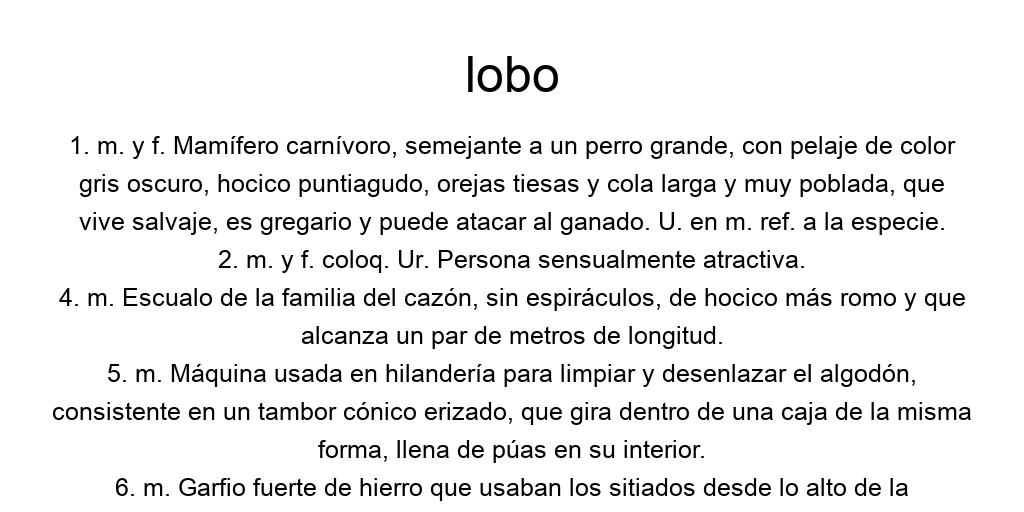 lobo
1. m. y f. Mamífero carnívoro, semejante a un perro grande, con pelaje de color
gris oscuro, hocico puntiagudo, orejas tiesas y cola larga y muy poblada, que
vive salvaje, es gregario y puede atacar al ganado. U. en m. ref. a la especie.
2. m. y f. coloq. Ur. Persona sensualmente atractiva.
4. m. Escualo de la familia del cazón, sin espiráculos, de hocico más romo y que
alcanza un par de metros de longitud.
5. m. Máquina usada en hilandería para limpiar y desenlazar el algodón,
consistente en un tambor cónico erizado, que gira dentro de una caja de la misma
forma, llena de púas en su interior.
6. m. Garfio fuerte de hierro que usaban los sitiados desde lo alto de la